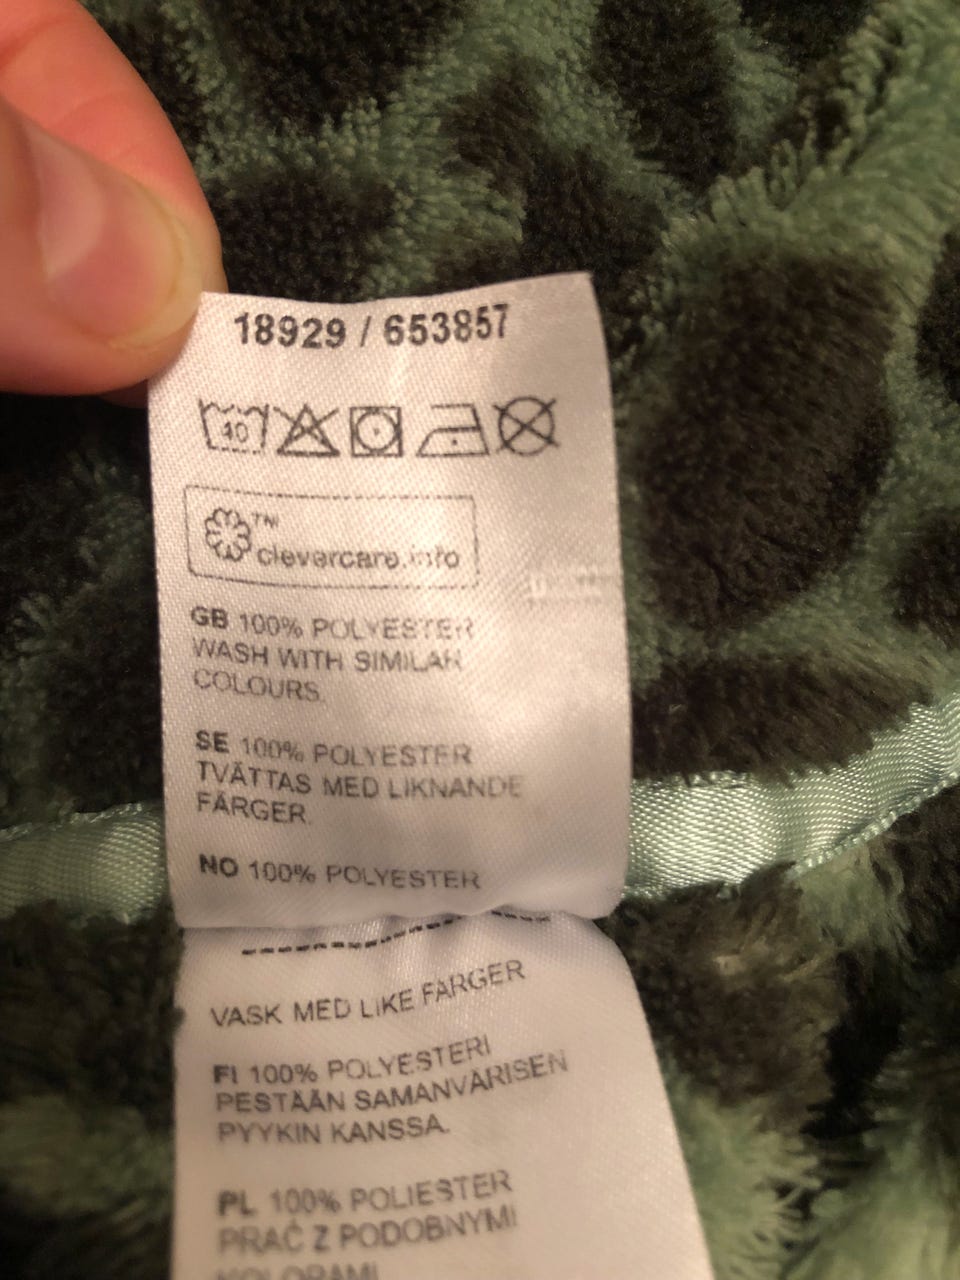 18929 / 653857
40
TM
clevercare.info
GB 100% POLYESTER
WASH WITH SIMILAR
COLOURS.
SE 100% POLYESTER
TVÄTTAS MED LIKNANDE
FÄRGER.
NO 100% POLYESTER
VASK MED LIKE FARGER
FI 100% POLYESTERI
PESTÄÄN SAMANVÄRISEN
PYYKIN KANSSA.
PL 100% POLIESTER
PRAĆ Z PODOBNYMI
KOLORAMI